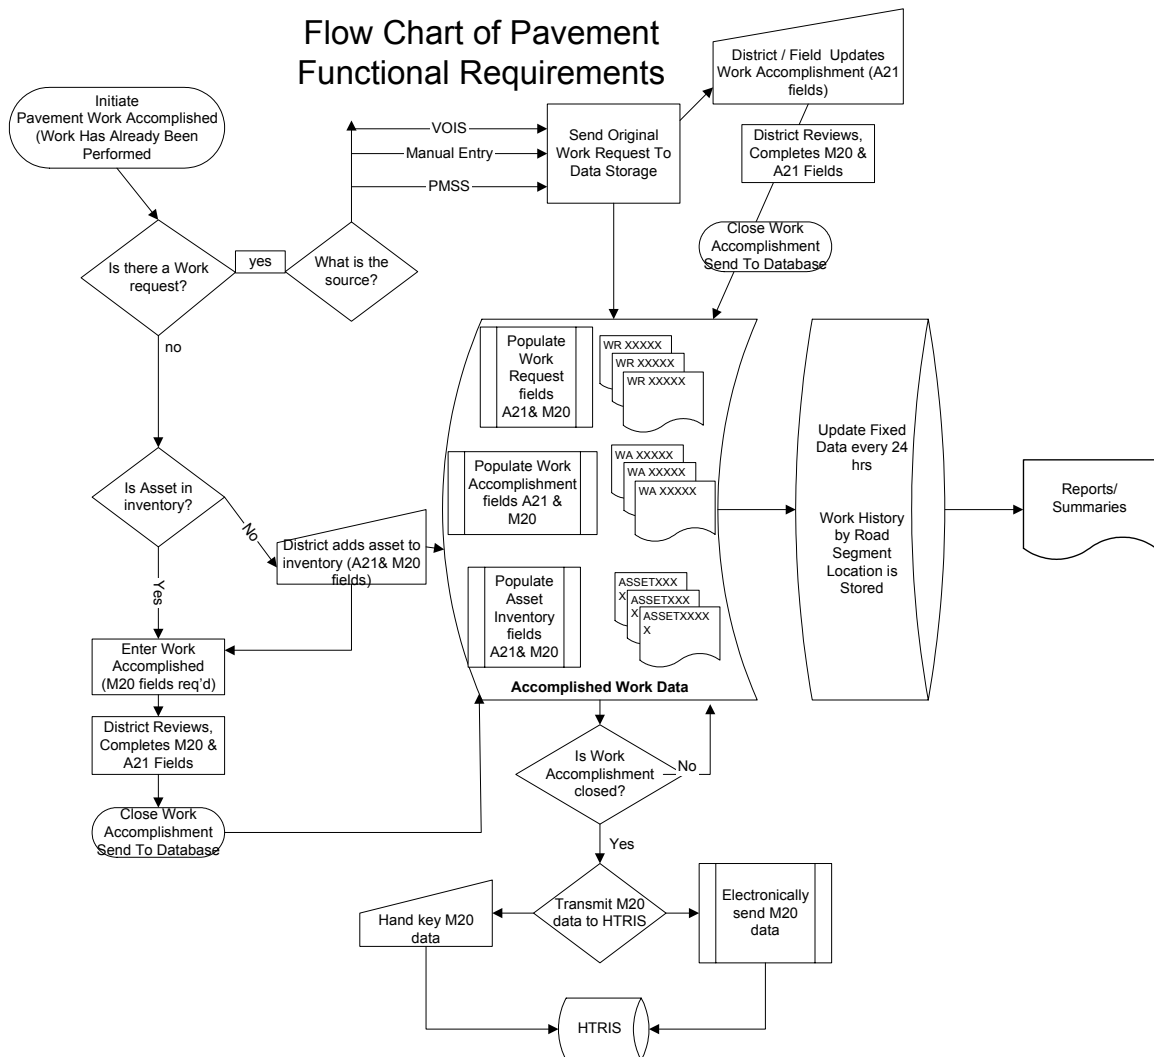 Flow Chart of Pavement
Functional Requirements
Initiate
Pavement Work Accomplished
(Work Has Already Been
Performed
Is there a Work
request?
yes
What is the
source?
VOIS
Manual Entry
PMSS
Send Original
Work Request To
Data Storage
District / Field Updates
Work Accomplishment (A21
fields)
District Reviews,
Completes M20 &
A21 Fields
Close Work
Accomplishment
Send To Database
no
Is Asset in
inventory?
No
District adds asset to
inventory (A21& M20
fields)
Yes
Enter Work
Accomplished
(M20 fields req'd)
District Reviews,
Completes M20 &
A21 Fields
Close Work
Accomplishment
Send To Database
Populate
Work
Request
fields
A21& M20
WR XXXXX
WR XXXXX
WR XXXXX
Populate Work
Accomplishment
fields A21 &
M20
WA XXXXX
WA XXXXX
WA XXXXX
Populate
Asset
Inventory
fields
A21& M20
ASSETXXX
X
ASSETXXX
X
ASSETXXXX
X
Accomplished Work Data
Update Fixed
Data every 24
hrs
Work History
by Road
Segment
Location is
Stored
Reports/
Summaries
Is Work
Accomplishment
closed?
No
Yes
Transmit M20
data to HTRIS
Hand key M20
data
Electronically
send M20
data
HTRIS